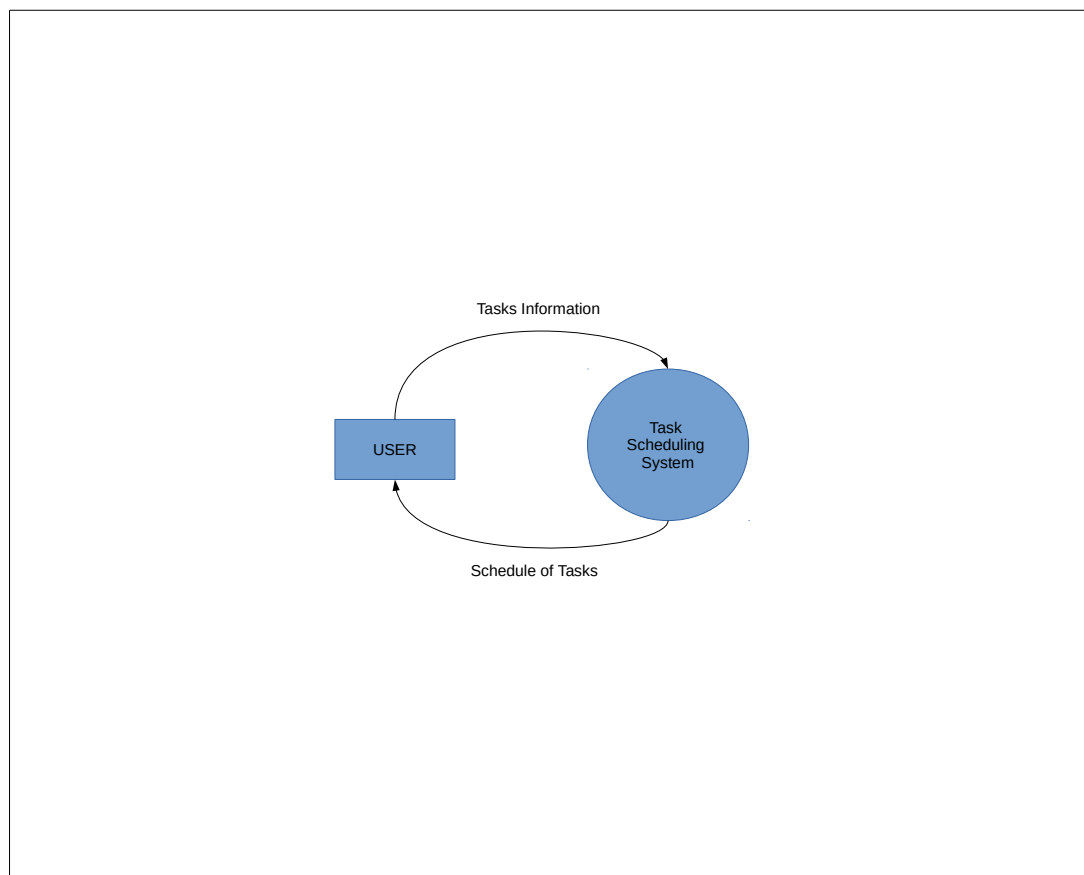 Tasks Information
USER
Task
Scheduling
System
Schedule of Tasks